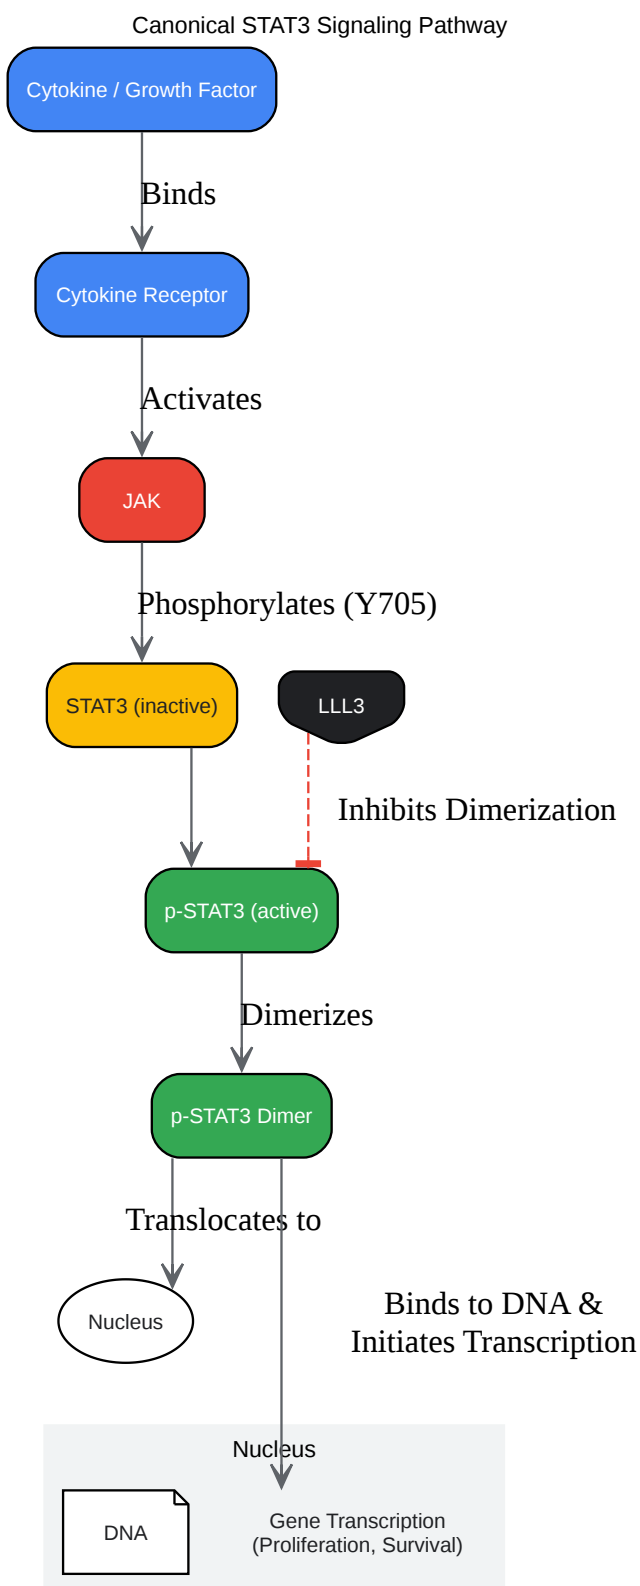 Canonical STAT3 Signaling Pathway
Cytokine / Growth Factor
Binds
Cytokine Receptor
Activates
JAK
Phosphorylates (Y705)
STAT3 (inactive)
LLL3
Inhibits Dimerization
p-STAT3 (active)
Dimerizes
p-STAT3 Dimer
Translocates to
Nucleus
Binds to DNA &
Initiates Transcription
Nucleus
DNA
Gene Transcription
(Proliferation, Survival)